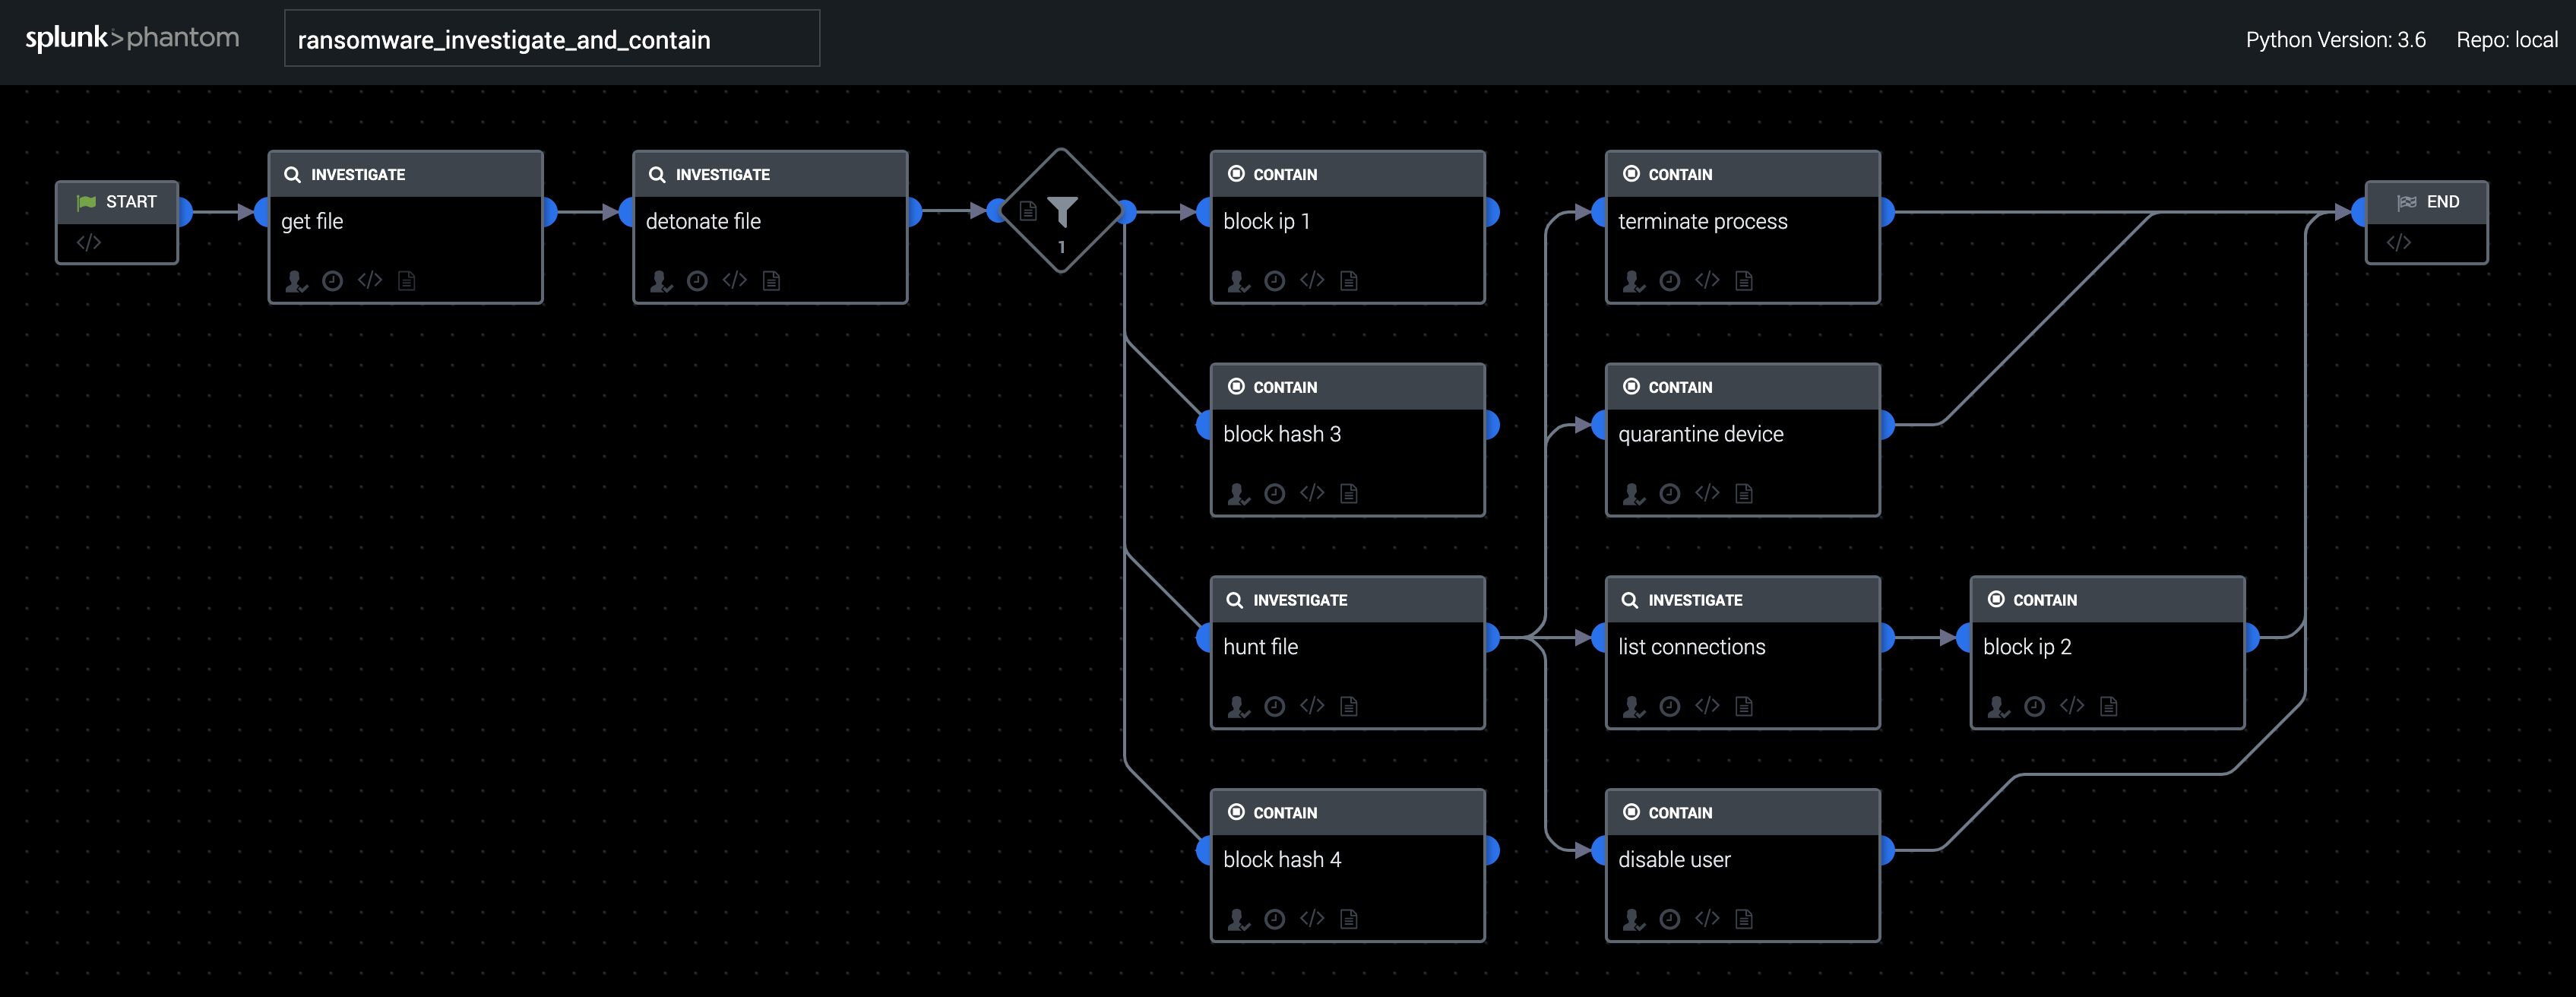 splunk>phantom
ransomware_investigate_and_contain
Python Version: 3.6
Repo: local
START
</>
INVESTIGATE
get file
</>
INVESTIGATE
detonate file
</>
1
CONTAIN
block ip 1
</>
CONTAIN
terminate process
</>
END
</>
CONTAIN
block hash 3
</>
CONTAIN
quarantine device
</>
INVESTIGATE
hunt file
</>
INVESTIGATE
list connections
</>
CONTAIN
block ip 2
</>
CONTAIN
block hash 4
</>
CONTAIN
disable user
</>